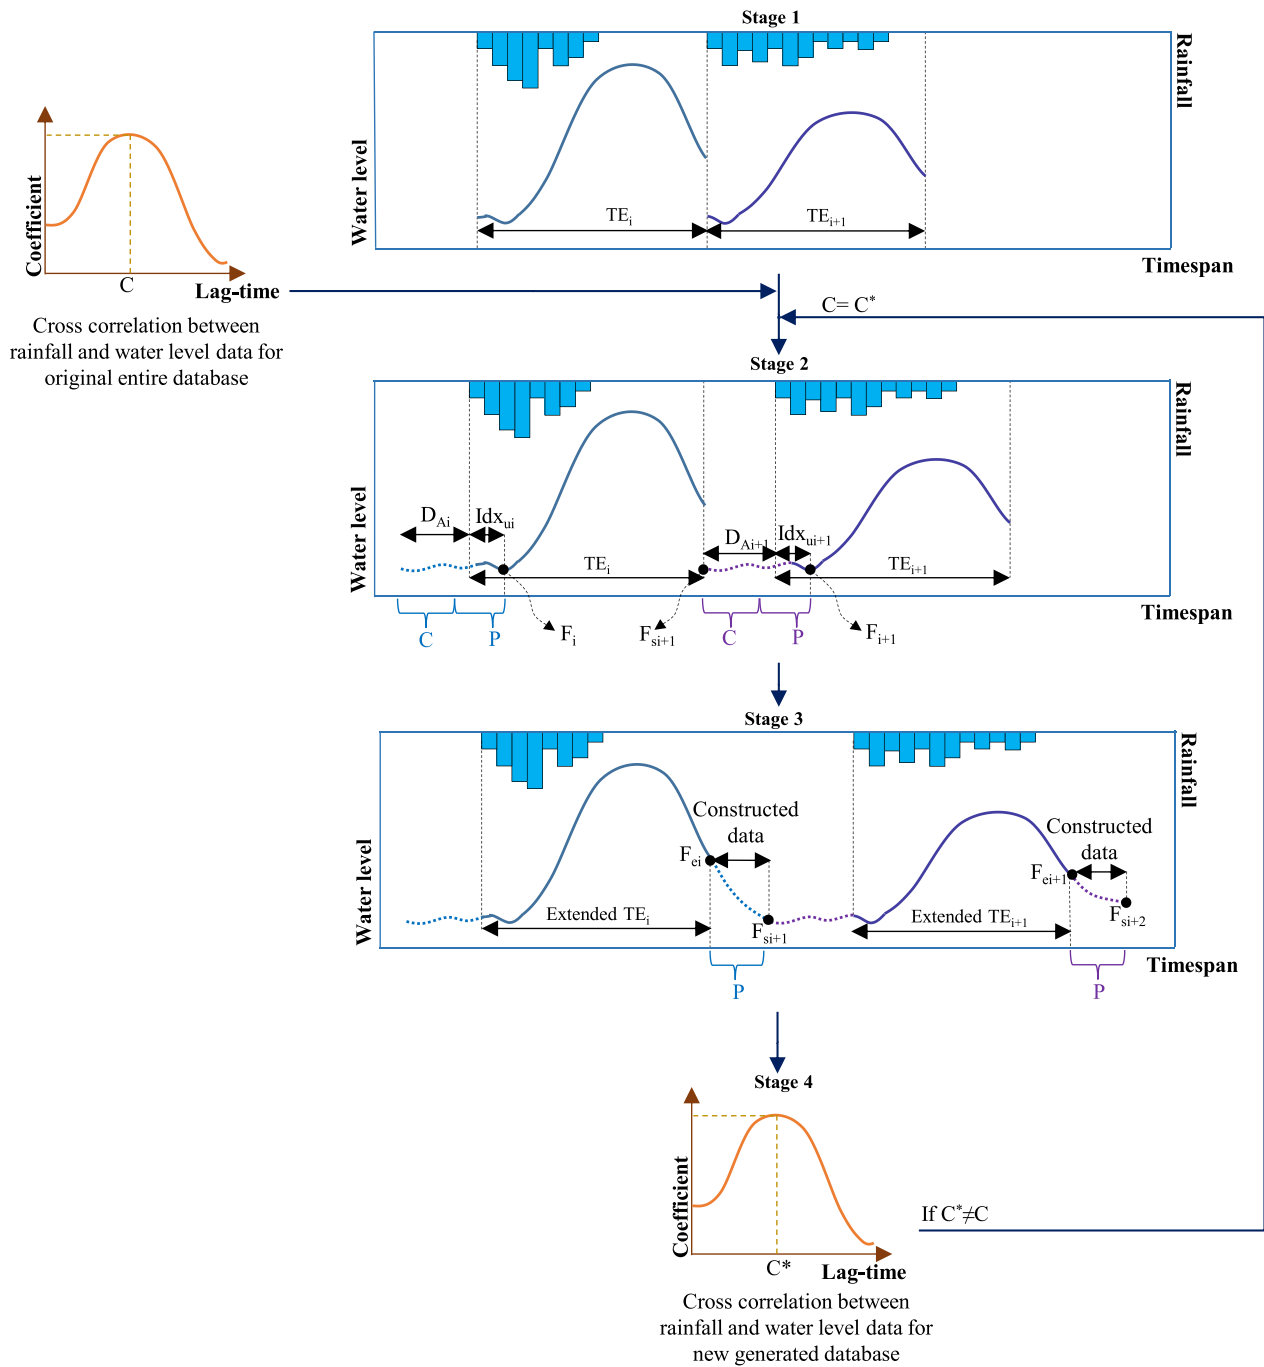 Stage 1
Rainfall
Water level
TEi
TEi+1
Timespan
Coefficient
C
Lag-time
Cross correlation between
rainfall and water level data for
original entire database
C= C*
Stage 2
Rainfall
Water level
DAi
Idxui
DAi+1
Idxui+1
TEi
TEi+1
Timespan
C
P
Fi
Fsi+1
C
P
Fi+1
Stage 3
Rainfall
Water level
Constructed
data
Fei
Constructed
data
Fei+1
Extended TEi
Fsi+1
Extended TEi+1
Fsi+2
Timespan
P
P
Stage 4
Coefficient
C*
Lag-time
If C*≠C
Cross correlation between
rainfall and water level data for
new generated database